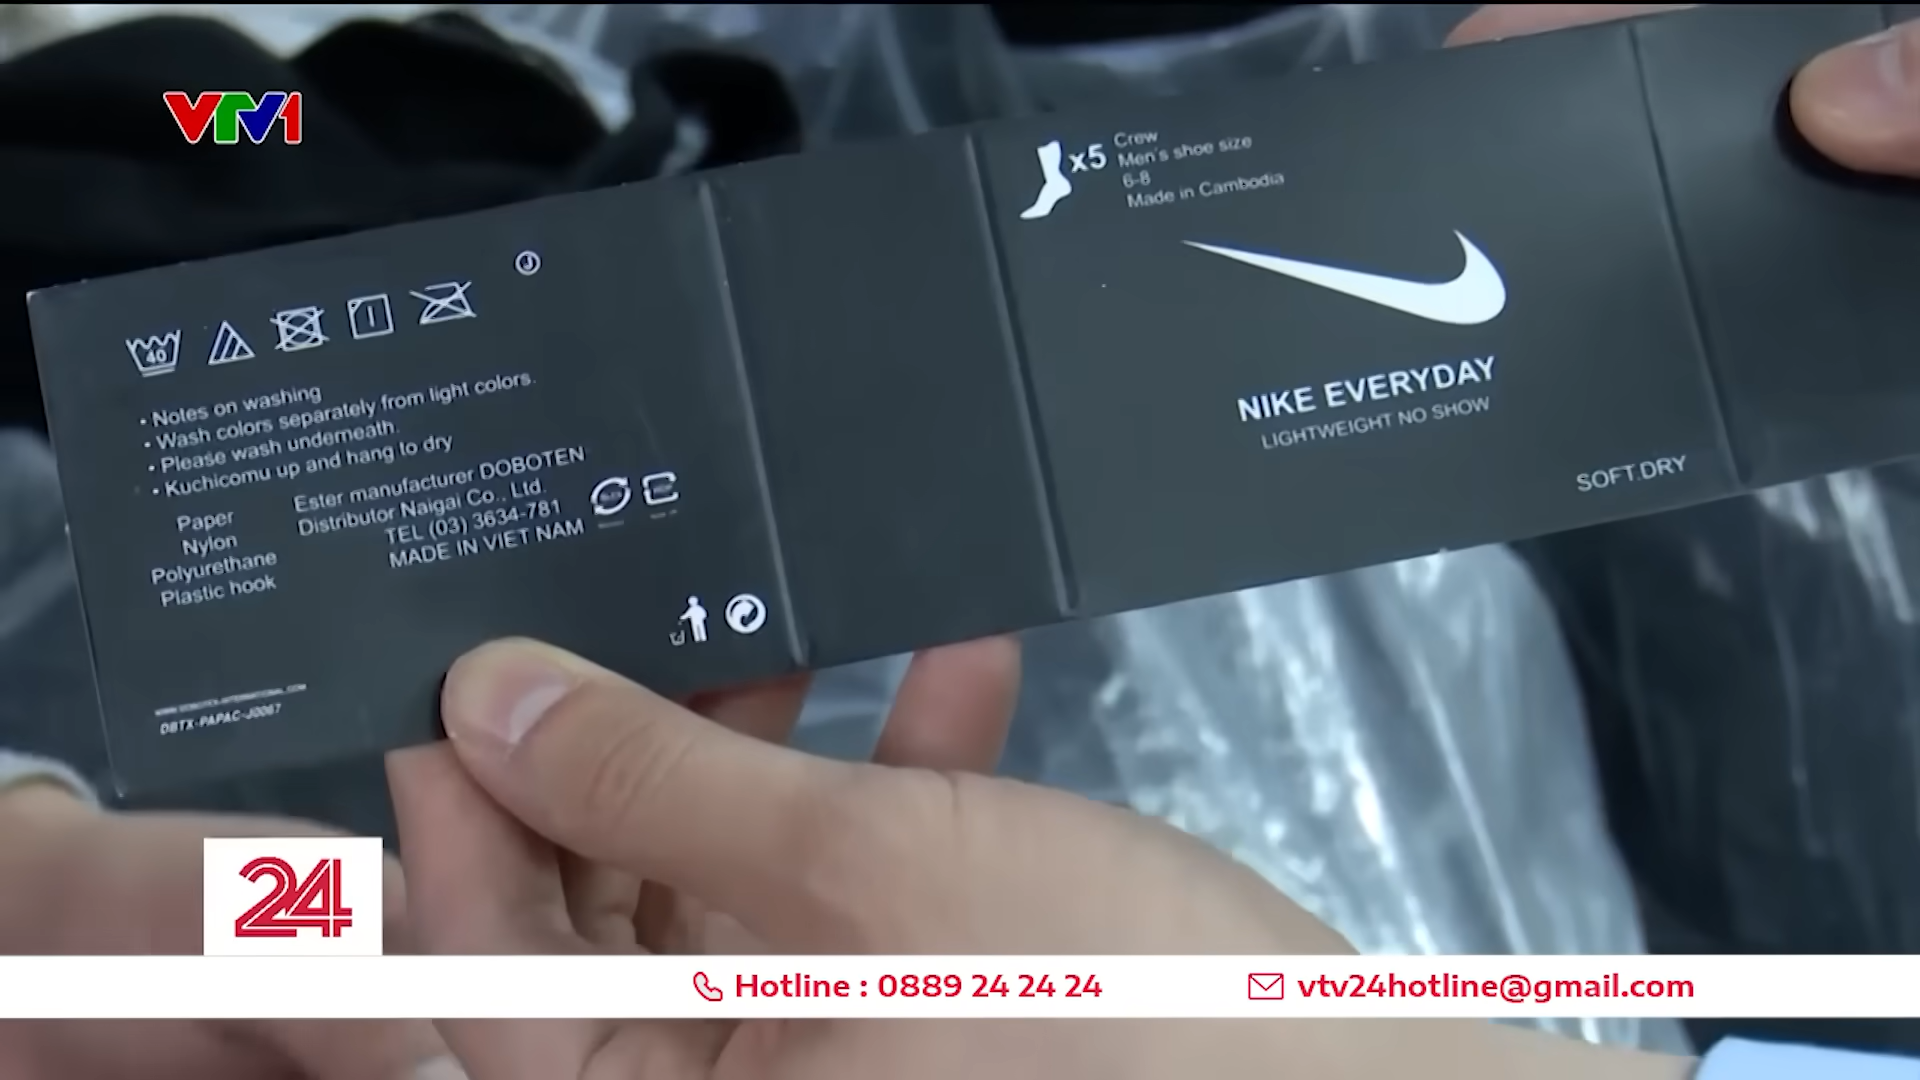 VTV1
x5
Crew
Men's shoe size
6-8
Made in Cambodia
40
• Notes on washing
• Wash colors separately from light colors.
• Please wash underneath.
• Kuchicomu up and hang to dry
Paper
Nylon
Polyurethane
Plastic hook
Ester manufacturer DOBOTEN
Distributor Naigai Co., Ltd.
TEL (03) 3634-781
MADE IN VIET NAM
DBTX-PAPAC-J0067
NIKE EVERYDAY
LIGHTWEIGHT NO SHOW
SOFT.DRY
24
Hotline : 0889 24 24 24
vtv24hotline@gmail.com